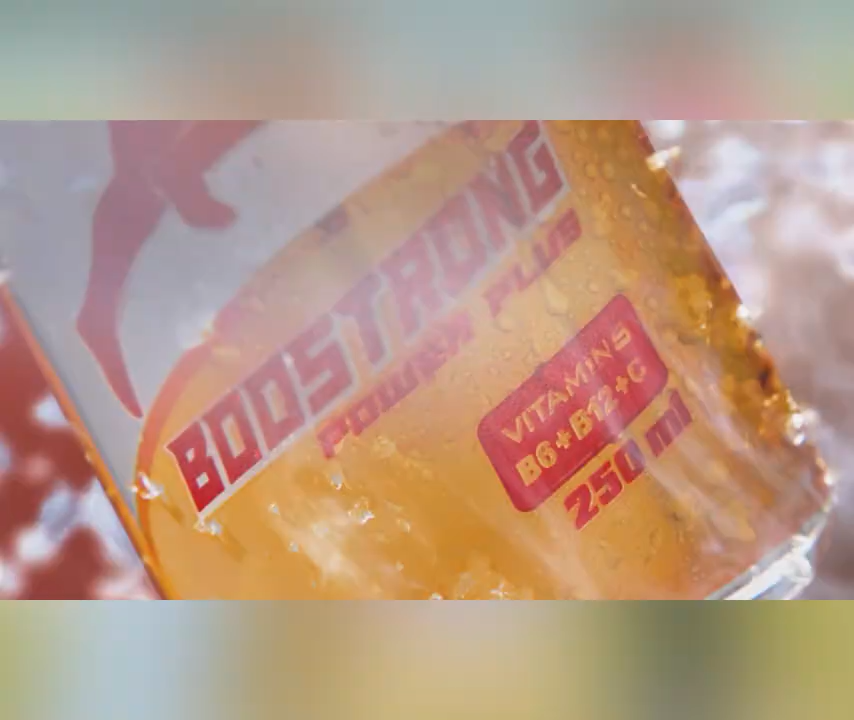 BOOSTRONG
POWER PLUS
VITAMINS
B6+B12+C
250 ml